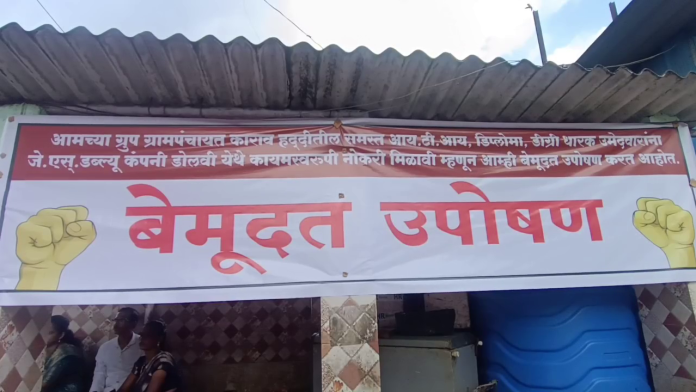 आमच्या ग्रुप ग्रामपंचायत काराव हद्दीतील समस्त आय.टी.आय, डिप्लोमा, डीग्री धारक उमेदवारांना
जे.एस्.डब्ल्यू कंपनी डोलवी येथे कायमस्वरुपी नोकरी मिळावी म्हणून आम्ही बेमूदत उपोषण करत आहोत.
बेमूदत उपोषण